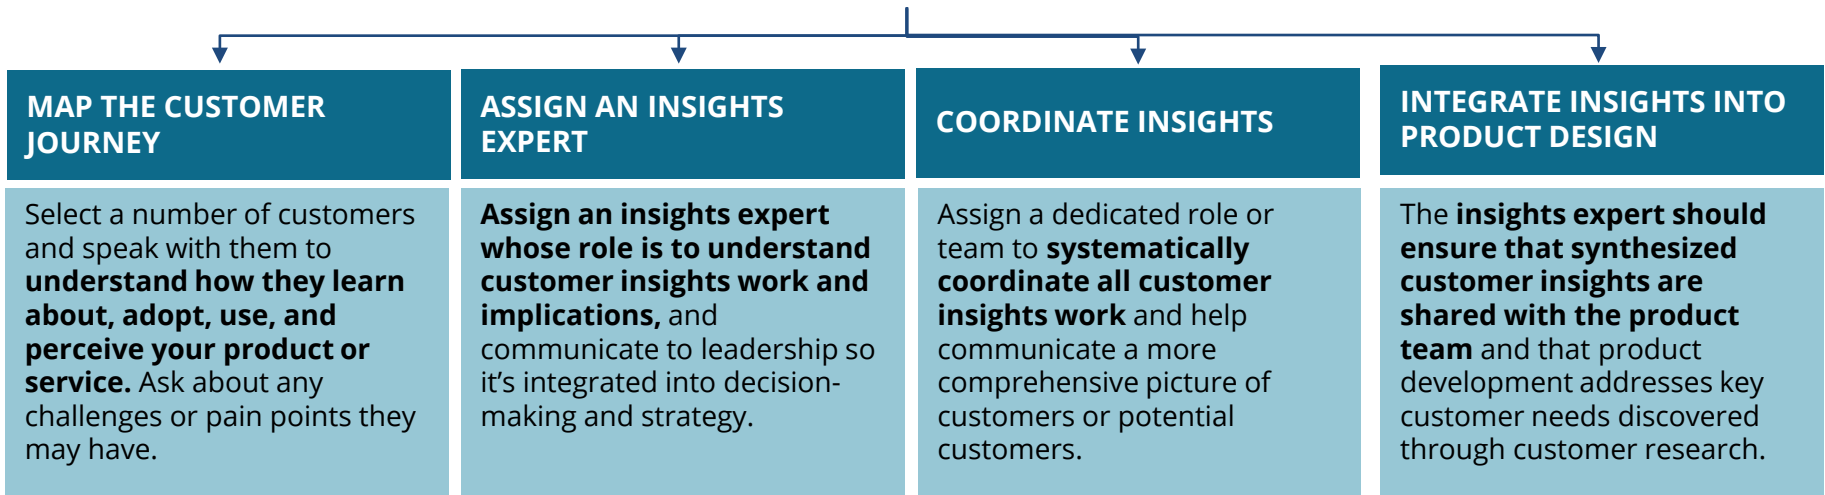 MAP THE CUSTOMER
JOURNEY
Select a number of customers
and speak with them to
understand how they learn
about, adopt, use, and
perceive your product or
service. Ask about any
challenges or pain points they
may have.
ASSIGN AN INSIGHTS
EXPERT
Assign an insights expert
whose role is to understand
customer insights work and
implications, and
communicate to leadership so
it's integrated into decision-
making and strategy.
COORDINATE INSIGHTS
Assign a dedicated role or
team to systematically
coordinate all customer
insights work and help
communicate a more
comprehensive picture of
customers or potential
customers.
INTEGRATE INSIGHTS INTO
PRODUCT DESIGN
The insights expert should
ensure that synthesized
customer insights are
shared with the product
team and that product
development addresses key
customer needs discovered
through customer research.